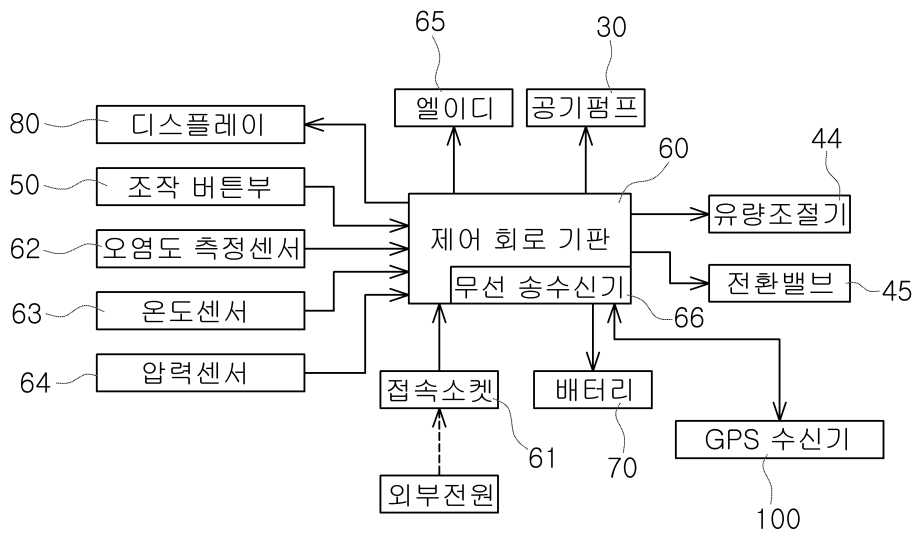 65
30
80
디스플레이
엘이디
공기펌프
60
44
50
조작 버튼부
제어 회로 기판
유량조절기
62
오염도 측정센서
무선 송수신기
전환밸브
63
온도센서
66
45
64
압력센서
접속소켓
배터리
61
70
GPS 수신기
외부전원
100